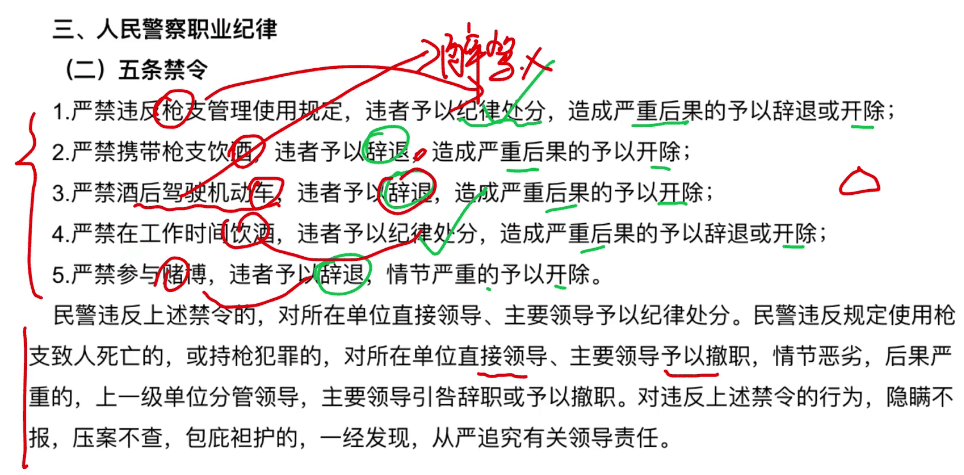 三、人民警察职业纪律
（二）五条禁令
醉驾
1.严禁违反枪支管理使用规定，违者予以纪律处分，造成严重后果的予以辞退或开除；
2.严禁携带枪支饮酒，违者予以辞退，造成严重后果的予以开除；
3.严禁酒后驾驶机动车，违者予以辞退，造成严重后果的予以开除；
4.严禁在工作时间饮酒，违者予以纪律处分，造成严重后果的予以辞退或开除；
5.严禁参与赌博，违者予以辞退，情节严重的予以开除。
民警违反上述禁令的，对所在单位直接领导、主要领导予以纪律处分。民警违反规定使用枪
支致人死亡的，或持枪犯罪的，对所在单位直接领导、主要领导予以撤职，情节恶劣，后果严
重的，上一级单位分管领导，主要领导引咎辞职或予以撤职。对违反上述禁令的行为，隐瞒不
报，压案不查，包庇袒护的，一经发现，从严追究有关领导责任。